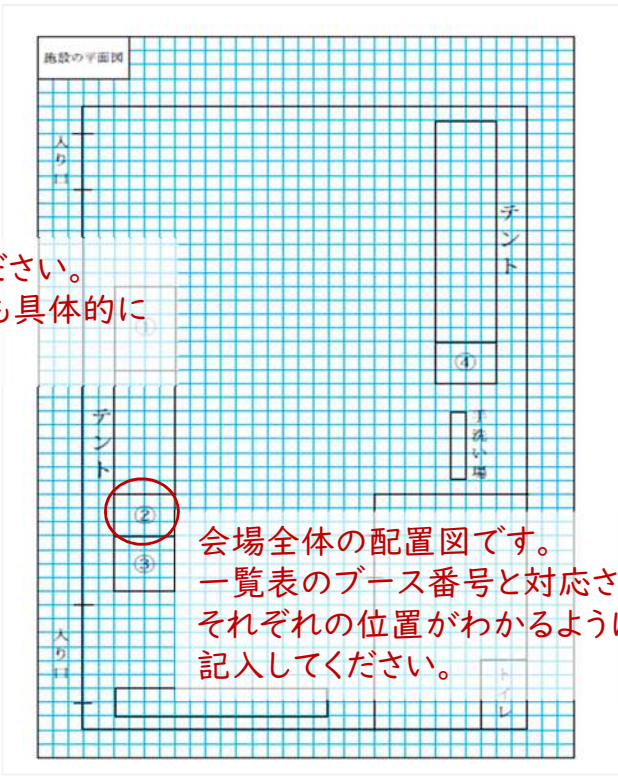 施設の平面図
入り口
テント
ださい。
も具体的に
①
④
テント
手洗い場
②
③
会場全体の配置図です。
一覧表のブース番号と対応さ
それぞれの位置がわかるように
記入してください。
入り口
トイレ